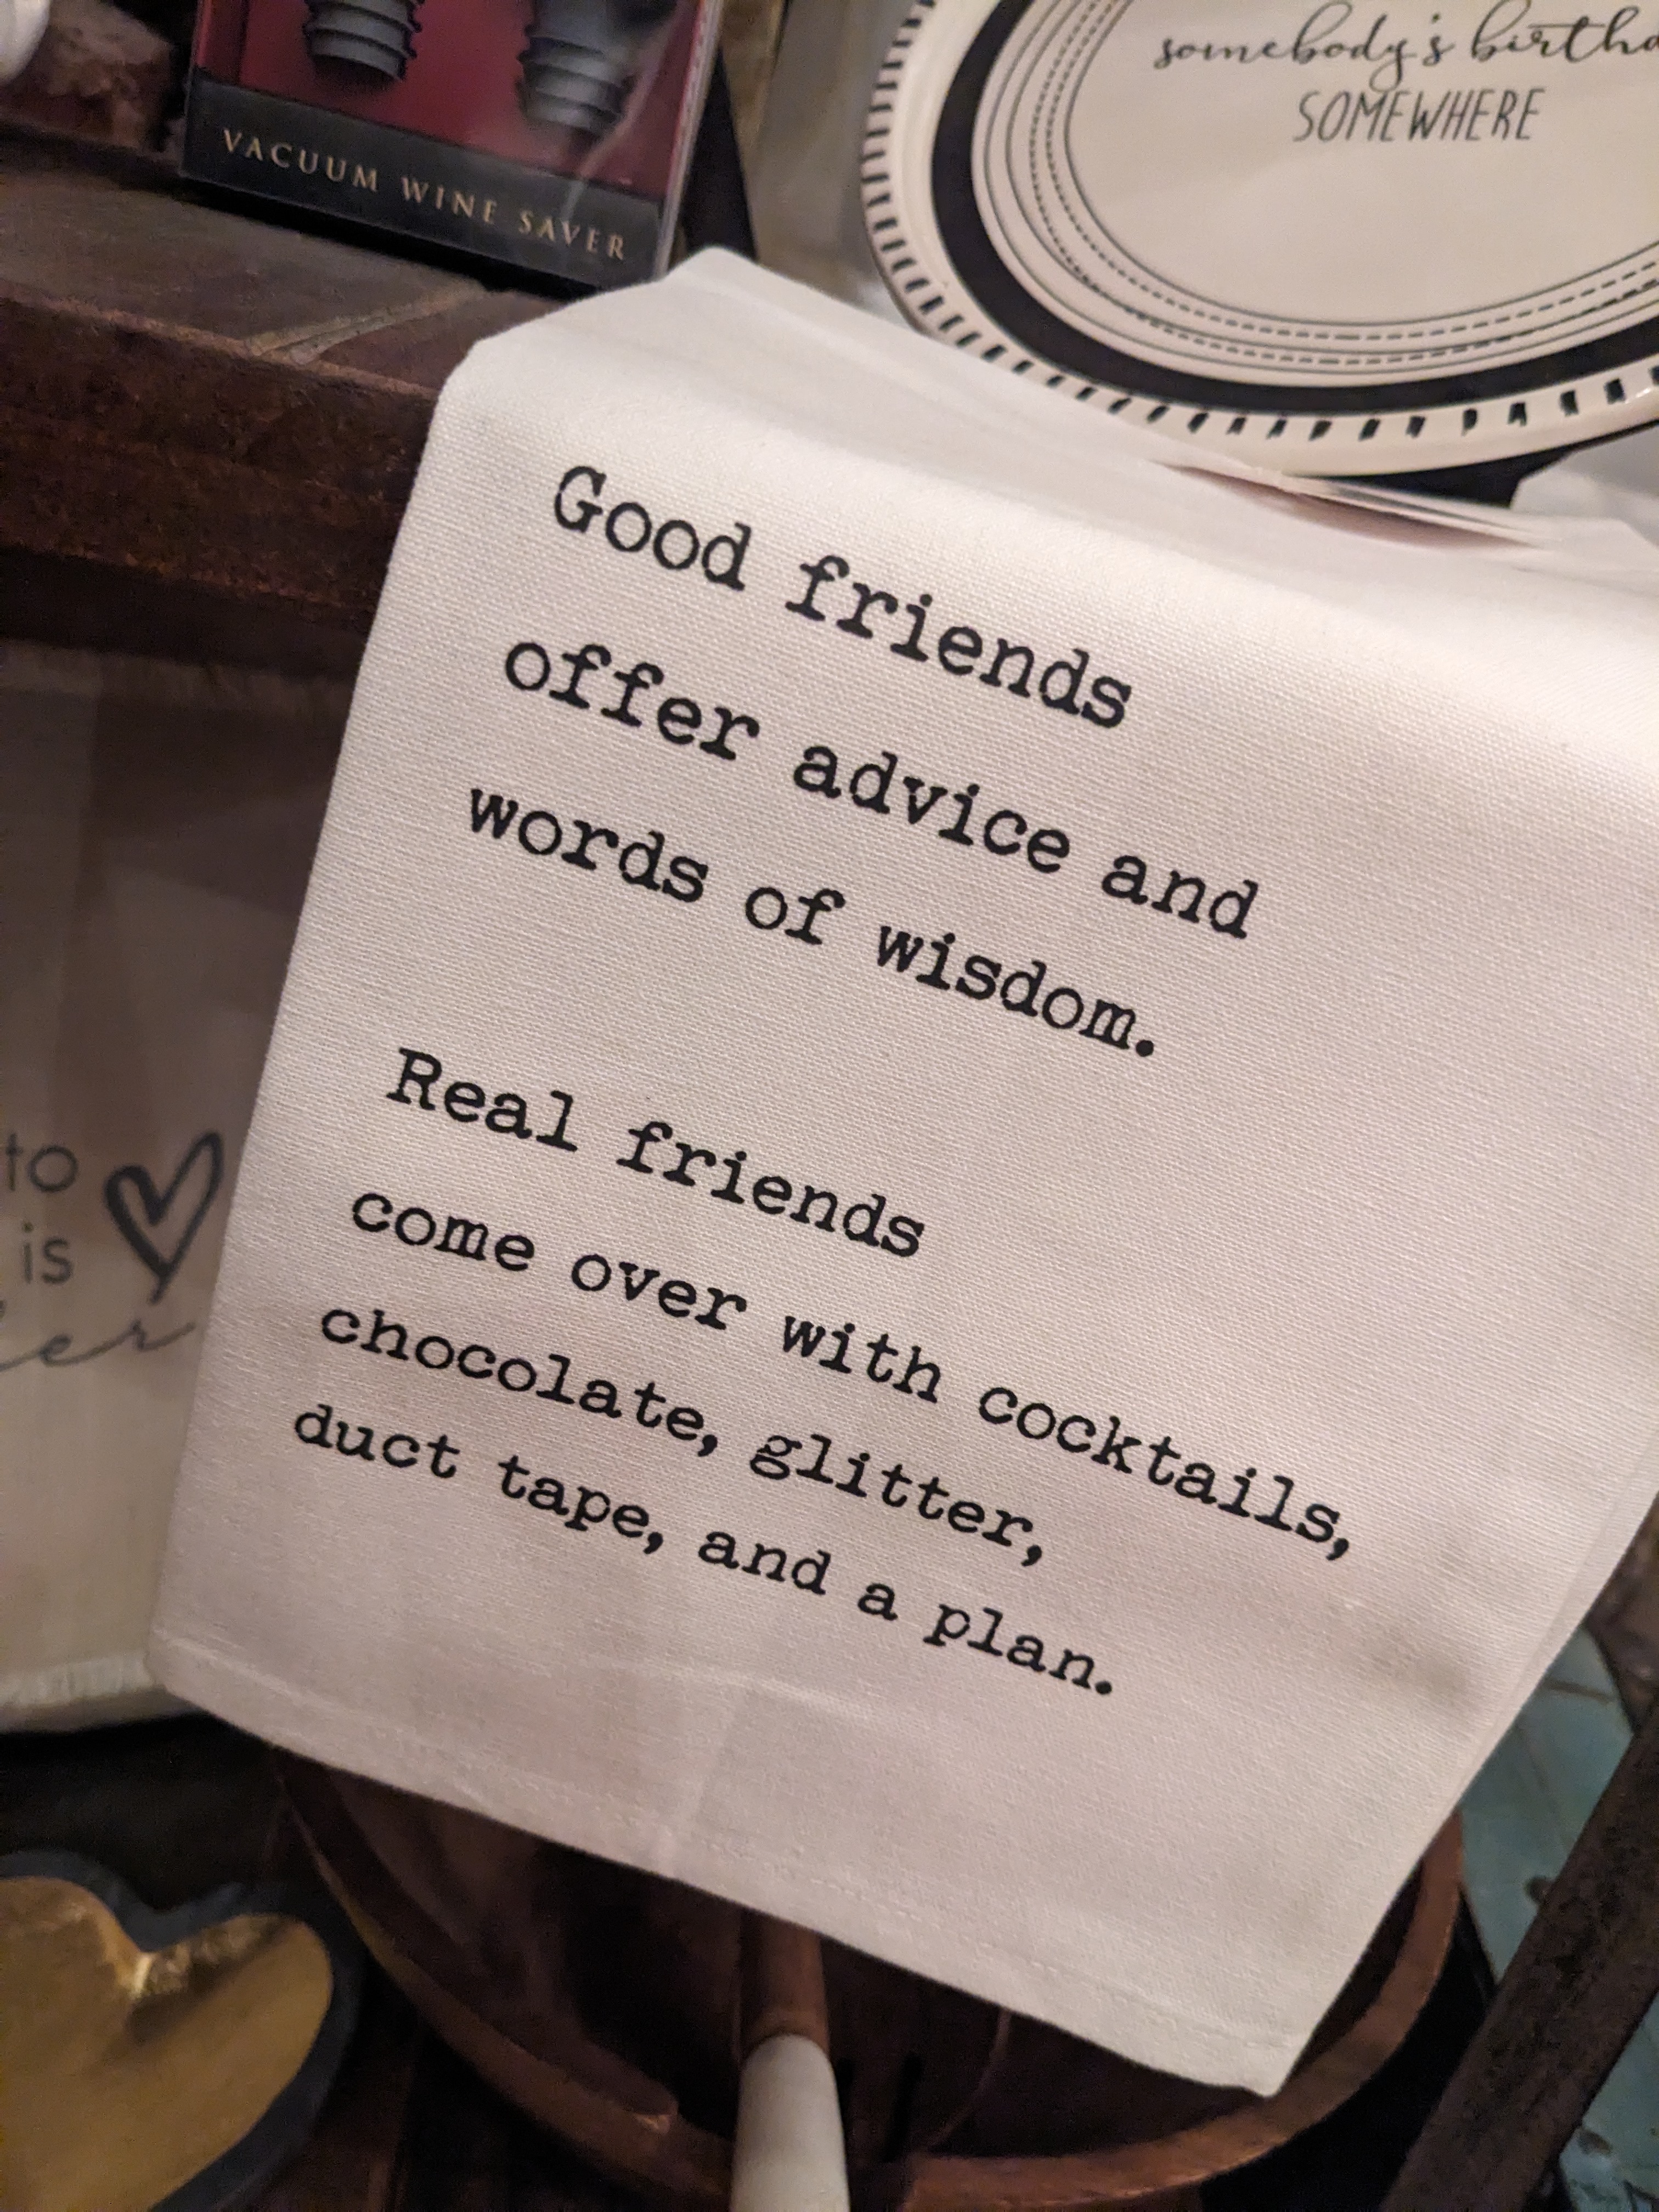 VACUUM WINE SAVER
somebody's
SOMEWHERE
Good friends
offer advice and
words of wisdom.
Real friends
come over with cocktails,
chocolate, glitter,
duct tape, and a plan.
to
is